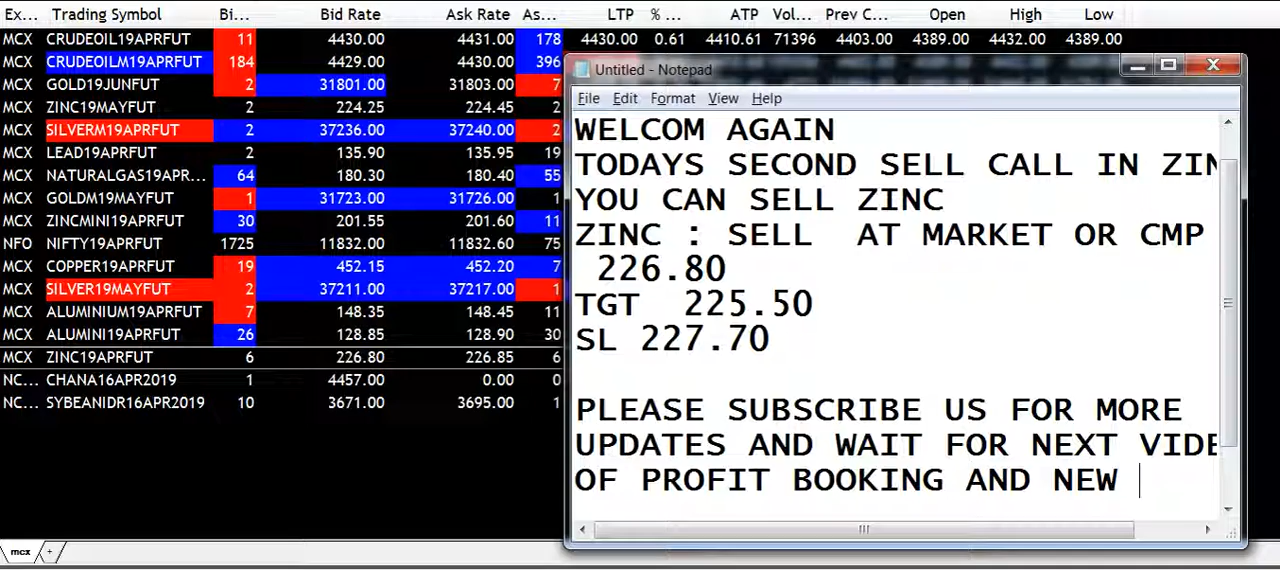 Ex... Trading Symbol Bi... Bid Rate Ask Rate As... LTP % ... ATP Vol... Prev C... Open High Low
MCX CRUDEOIL19APRFUT 11 4430.00 4431.00 178 4430.00 0.61 4410.61 71396 4403.00 4389.00 4432.00 4389.00
MCX CRUDEOILM19APRFUT 184 4429.00 4430.00 396
MCX GOLD19JUNFUT 2 31801.00 31803.00 7
MCX ZINC19MAYFUT 2 224.25 224.45 2
MCX SILVERM19APRFUT 2 37236.00 37240.00 2
MCX LEAD19APRFUT 2 135.90 135.95 19
MCX NATURALGAS19APR... 64 180.30 180.40 55
MCX GOLDM19MAYFUT 1 31723.00 31726.00 1
MCX ZINCMINI19APRFUT 30 201.55 201.60 11
NFO NIFTY19APRFUT 1725 11832.00 11832.60 75
MCX COPPER19APRFUT 19 452.15 452.20 7
MCX SILVER19MAYFUT 2 37211.00 37217.00 1
MCX ALUMINIUM19APRFUT 7 148.35 148.45 11
MCX ALUMINI19APRFUT 26 128.85 128.90 30
MCX ZINC19APRFUT 6 226.80 226.85 6
NC... CHANA16APR2019 1 4457.00 0.00 0
NC... SYBEANIDR16APR2019 10 3671.00 3695.00 1
mcx +
Untitled - Notepad
File Edit Format View Help
WELCOM AGAIN
TODAYS SECOND SELL CALL IN ZIN
YOU CAN SELL ZINC
ZINC : SELL AT MARKET OR CMP
226.80
TGT 225.50
SL 227.70
PLEASE SUBSCRIBE US FOR MORE
UPDATES AND WAIT FOR NEXT VIDE
OF PROFIT BOOKING AND NEW